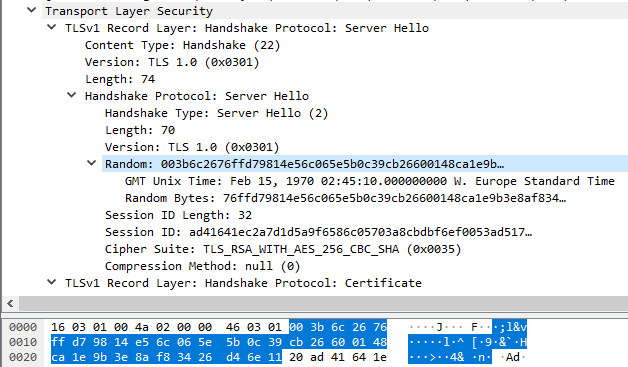 Transport Layer Security
TLSv1 Record Layer: Handshake Protocol: Server Hello
Content Type: Handshake (22)
Version: TLS 1.0 (0x0301)
Length: 74
Handshake Protocol: Server Hello
Handshake Type: Server Hello (2)
Length: 70
Version: TLS 1.0 (0x0301)
Random: 003b6c2676ffd79814e56c065e5b0c39cb26600148ca1e9b…
GMT Unix Time: Feb 15, 1970 02:45:10.000000000 W. Europe Standard Time
Random Bytes: 76ffd79814e56c065e5b0c39cb26600148ca1e9b3e8af834…
Session ID Length: 32
Session ID: ad41641ec2a7d1d5a9f6586c05703a8cbdbf6ef0053ad517…
Cipher Suite: TLS_RSA_WITH_AES_256_CBC_SHA (0x0035)
Compression Method: null (0)
TLSv1 Record Layer: Handshake Protocol: Certificate
0000 16 03 01 00 4a 02 00 00 46 03 01 00 3b 6c 26 76 ····J··· F···;l&v
0010 ff d7 98 14 e5 6c 06 5e 5b 0c 39 cb 26 60 01 48 ·····l·^ [·9·&`·H
0020 ca 1e 9b 3e 8a f8 34 26 d4 6e 11 20 ad 41 64 1e ···>··4& ·n· ·Ad·